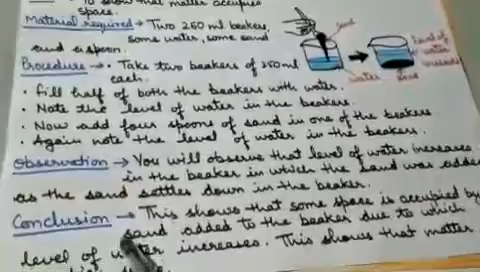 To show that matter occupies
space.
Material required → Two 250 ml beakers,
some water, some sand
and a spoon.
sand
level of
water
increases
water
sand
Procedure → • Take two beakers of 250ml
each.
• Fill half of both the beakers with water.
• Note the level of water in the beakers.
• Now add four spoons of sand in one of the beakers
• Again note the level of water in the beakers.
Observation → You will observe that level of water increases
in the beaker in which the sand was added
as the sand settles down in the beaker.
Conclusion → This shows that some space is occupied by
sand added to the beaker due to which
level of water increases. This shows that matter